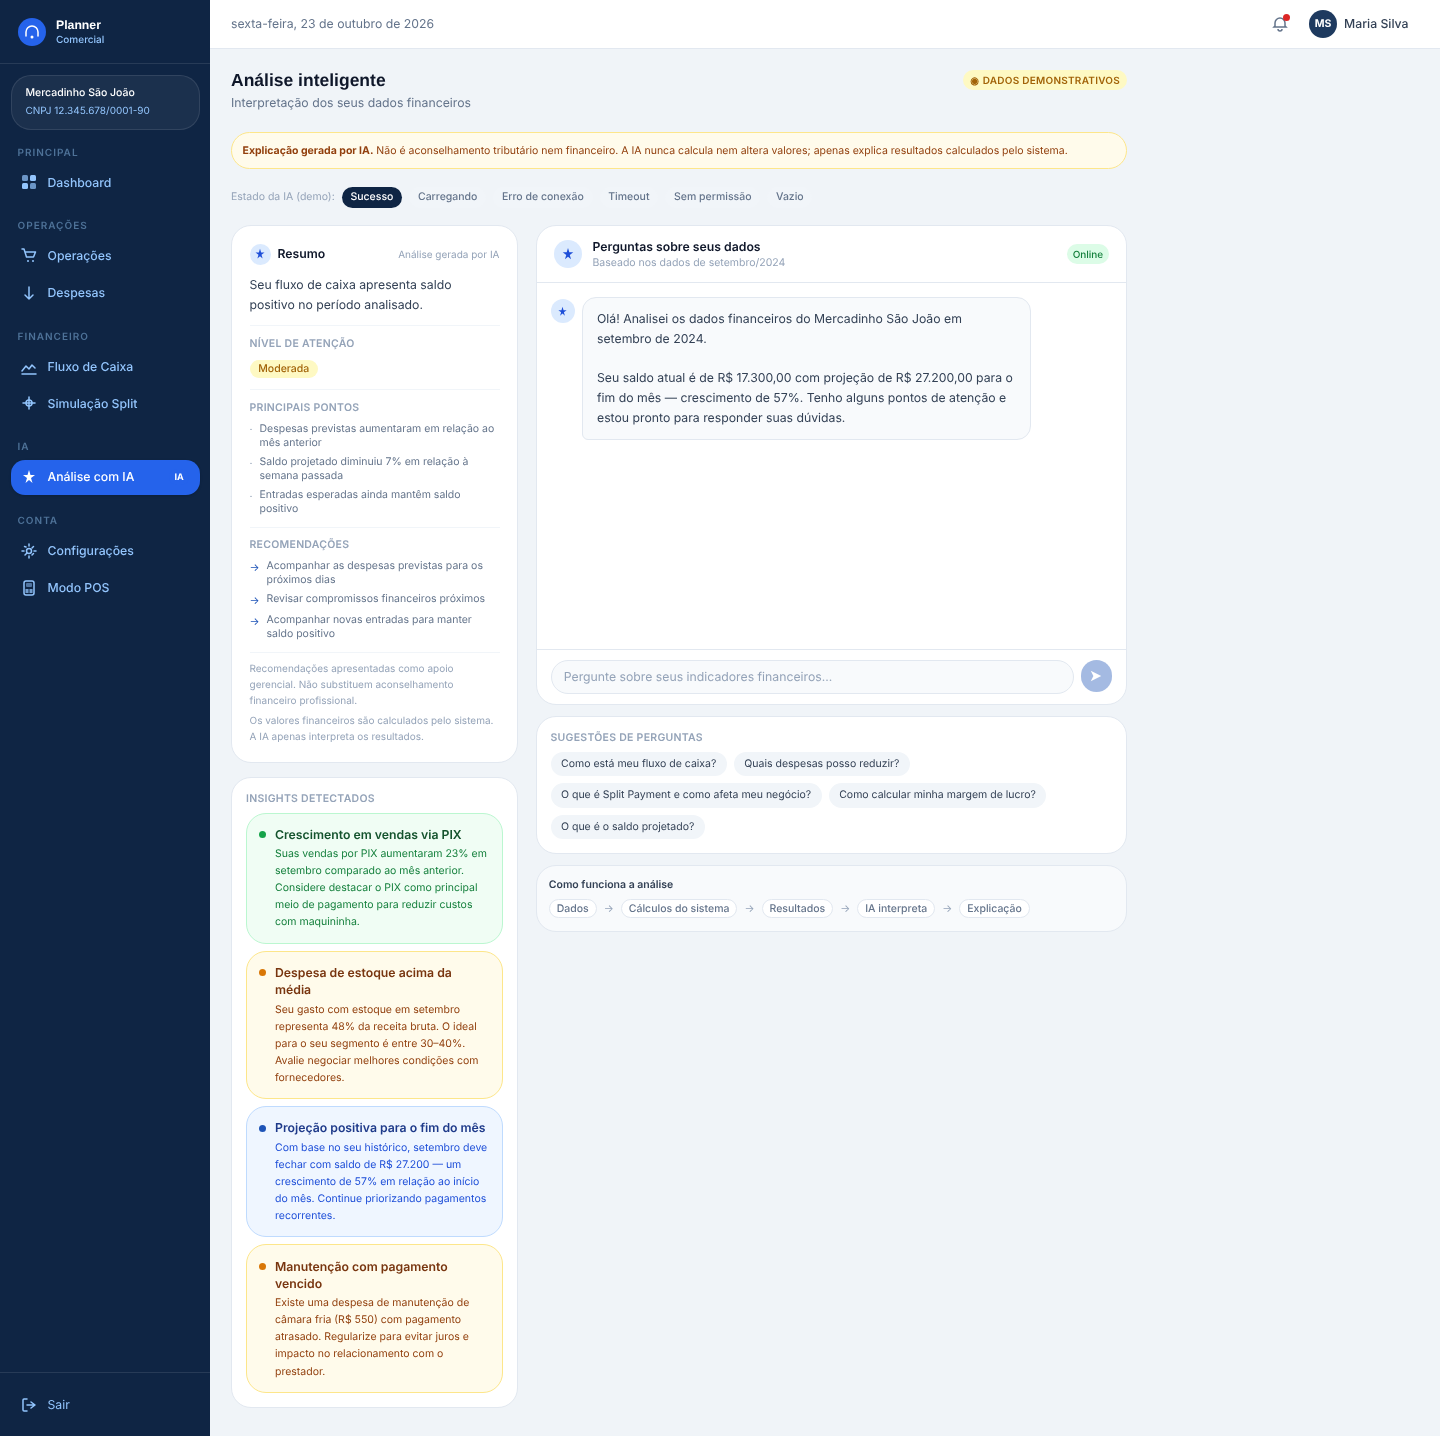 Planner
Comercial
Mercadinho São João
CNPJ 12.345.678/0001-90
PRINCIPAL
Dashboard
OPERAÇÕES
Operações
Despesas
FINANCEIRO
Fluxo de Caixa
Simulação Split
IA
Análise com IA
IA
CONTA
Configurações
Modo POS
Sair
sexta-feira, 23 de outubro de 2026
MS
Maria Silva
Análise inteligente
Interpretação dos seus dados financeiros
DADOS DEMONSTRATIVOS
Explicação gerada por IA. Não é aconselhamento tributário nem financeiro. A IA nunca calcula nem altera valores; apenas explica resultados calculados pelo sistema.
Estado da IA (demo): Sucesso Carregando Erro de conexão Timeout Sem permissão Vazio
Resumo
Análise gerada por IA
Seu fluxo de caixa apresenta saldo
positivo no período analisado.
NÍVEL DE ATENÇÃO
Moderada
PRINCIPAIS PONTOS
· Despesas previstas aumentaram em relação ao
mês anterior
· Saldo projetado diminuiu 7% em relação à
semana passada
· Entradas esperadas ainda mantêm saldo
positivo
RECOMENDAÇÕES
→ Acompanhar as despesas previstas para os
próximos dias
→ Revisar compromissos financeiros próximos
→ Acompanhar novas entradas para manter
saldo positivo
Recomendações apresentadas como apoio
gerencial. Não substituem aconselhamento
financeiro profissional.
Os valores financeiros são calculados pelo sistema.
A IA apenas interpreta os resultados.
INSIGHTS DETECTADOS
Crescimento em vendas via PIX
Suas vendas por PIX aumentaram 23% em
setembro comparado ao mês anterior.
Considere destacar o PIX como principal
meio de pagamento para reduzir custos
com maquininha.
Despesa de estoque acima da
média
Seu gasto com estoque em setembro
representa 48% da receita bruta. O ideal
para o seu segmento é entre 30–40%.
Avalie negociar melhores condições com
fornecedores.
Projeção positiva para o fim do mês
Com base no seu histórico, setembro deve
fechar com saldo de R$ 27.200 — um
crescimento de 57% em relação ao início
do mês. Continue priorizando pagamentos
recorrentes.
Manutenção com pagamento
vencido
Existe uma despesa de manutenção de
câmara fria (R$ 550) com pagamento
atrasado. Regularize para evitar juros e
impacto no relacionamento com o
prestador.
Perguntas sobre seus dados
Baseado nos dados de setembro/2024
Online
Olá! Analisei os dados financeiros do Mercadinho São João em
setembro de 2024.
Seu saldo atual é de R$ 17.300,00 com projeção de R$ 27.200,00 para o
fim do mês — crescimento de 57%. Tenho alguns pontos de atenção e
estou pronto para responder suas dúvidas.
Pergunte sobre seus indicadores financeiros...
SUGESTÕES DE PERGUNTAS
Como está meu fluxo de caixa? Quais despesas posso reduzir?
O que é Split Payment e como afeta meu negócio? Como calcular minha margem de lucro?
O que é o saldo projetado?
Como funciona a análise
Dados → Cálculos do sistema → Resultados → IA interpreta → Explicação